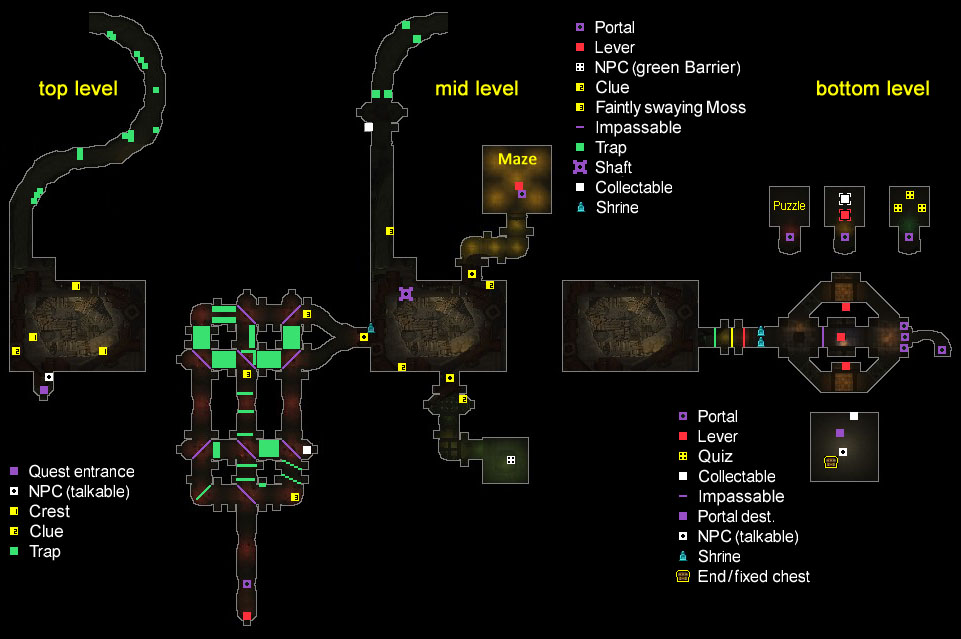 top level
Quest entrance
NPC (talkable)
Crest
Clue
Trap
mid level
Maze
Portal
Lever
NPC (green Barrier)
Clue
Faintly swaying Moss
Impassable
Trap
Shaft
Collectable
Shrine
bottom level
Puzzle
Portal
Lever
Quiz
Collectable
Impassable
Portal dest.
NPC (talkable)
Shrine
End/fixed chest